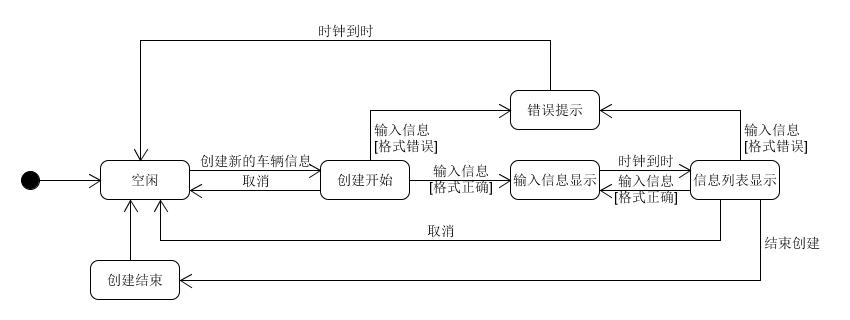 时钟到时
错误提示
输入信息
[格式错误]
输入信息
[格式错误]
创建新的车辆信息
输入信息
[格式正确]
时钟到时
空闲
取消
创建开始
输入信息显示
输入信息
[格式正确]
信息列表显示
取消
结束创建
创建结束